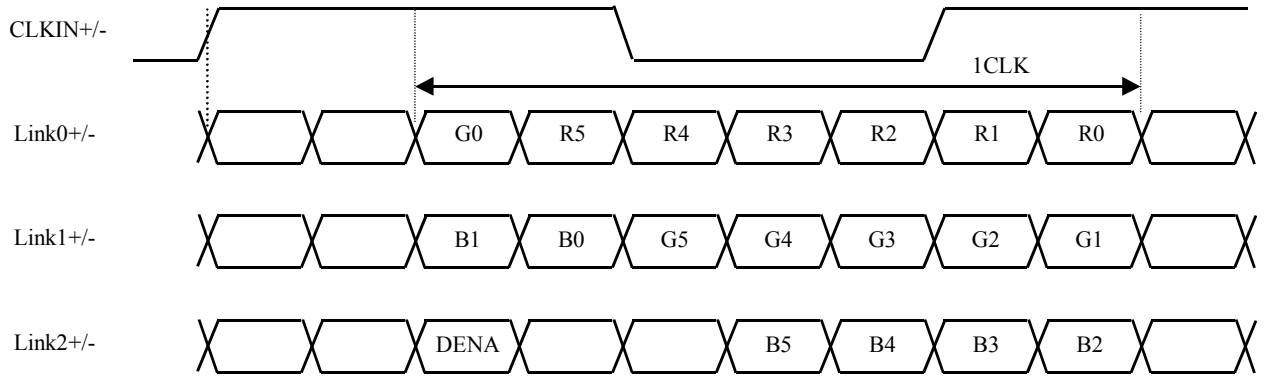 CLKIN+/-
1CLK
Link0+/- G0 R5 R4 R3 R2 R1 R0
Link1+/- B1 B0 G5 G4 G3 G2 G1
Link2+/- DENA B5 B4 B3 B2